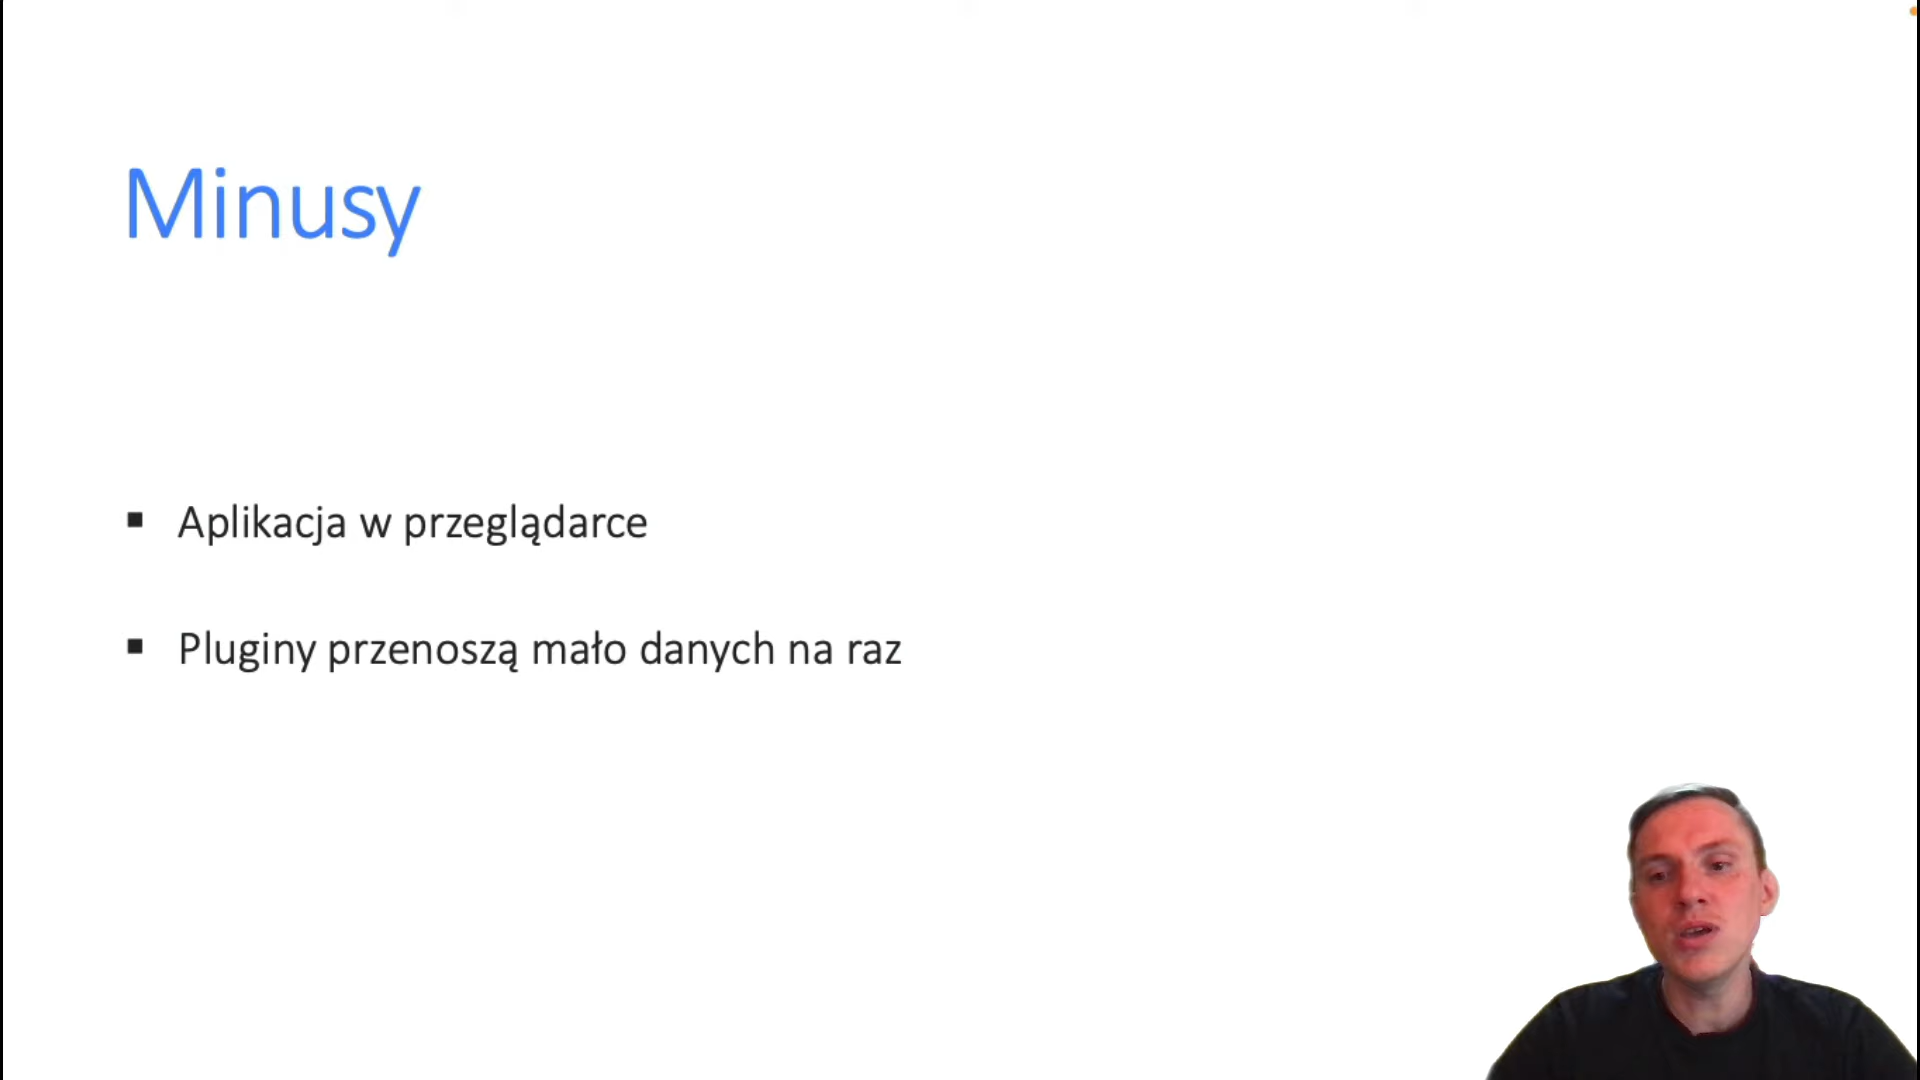 Minusy
Aplikacja w przeglądarce
Pluginy przenoszą mało danych na raz